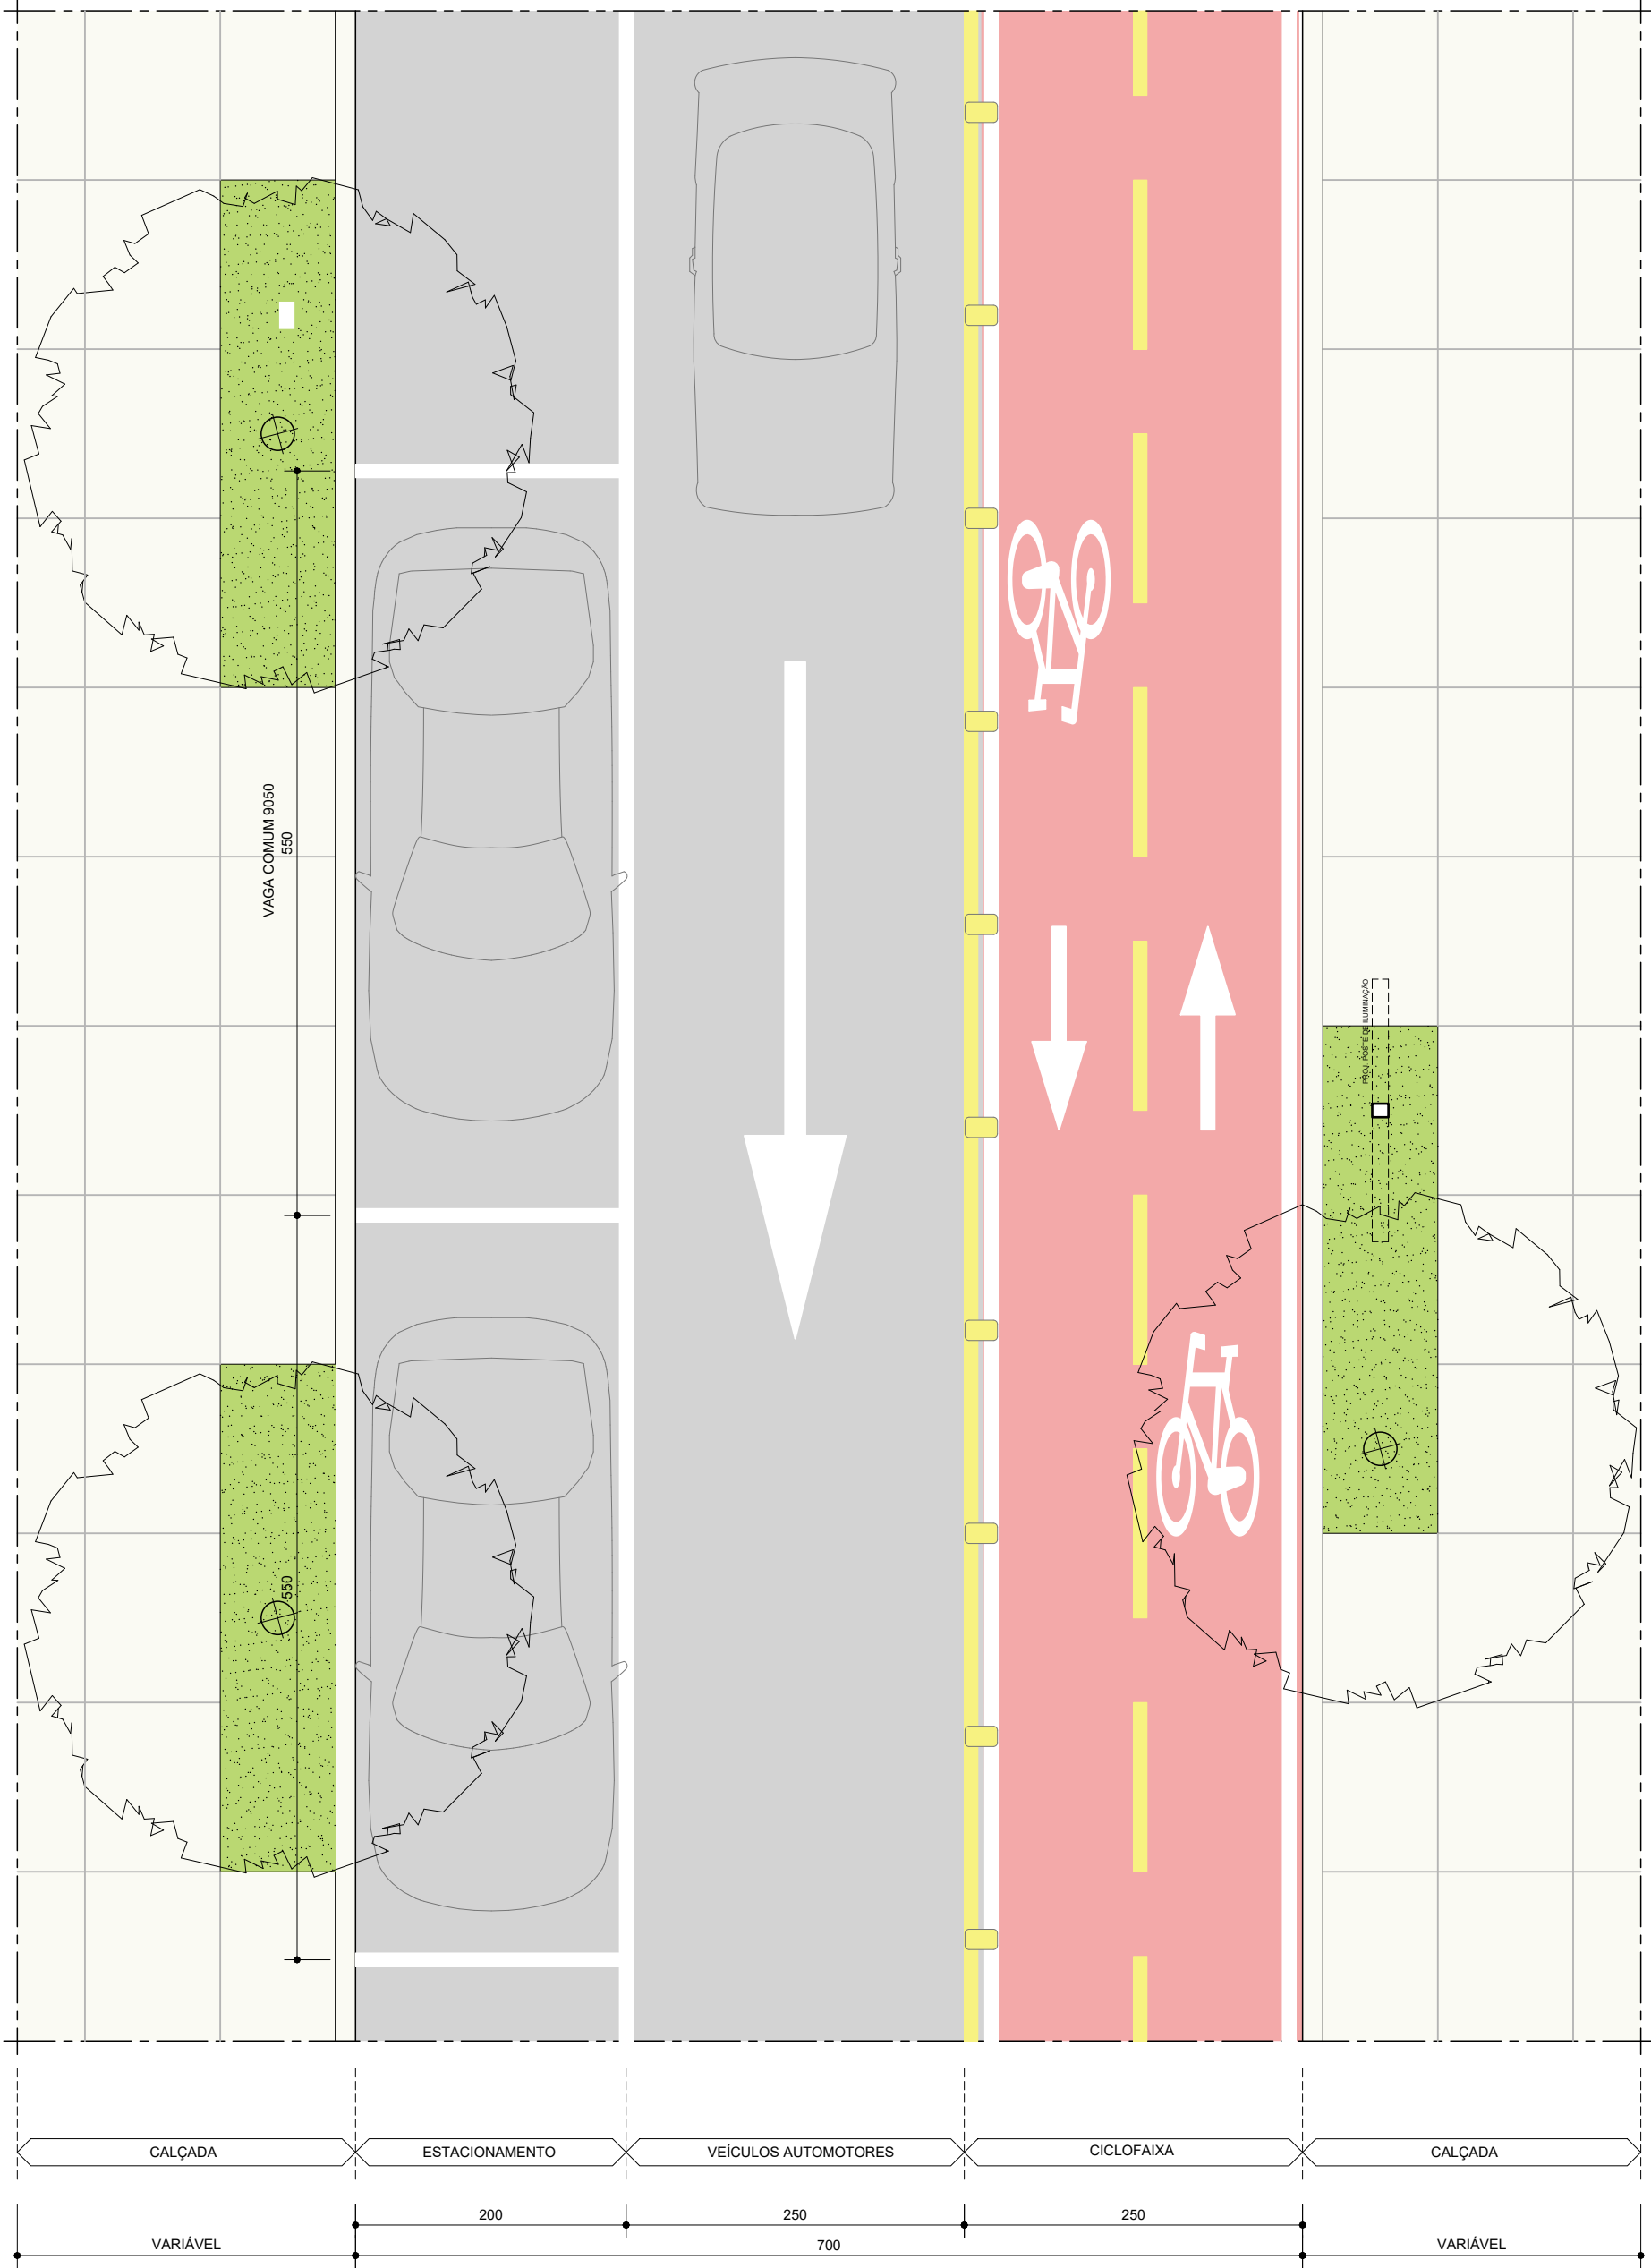 VAGA COMUM 9050
550
PROJ. POSTE DE ILUMINAÇÃO
550
CALÇADA
ESTACIONAMENTO
VEÍCULOS AUTOMOTORES
CICLOFAIXA
CALÇADA
200
250
250
VARIÁVEL
700
VARIÁVEL